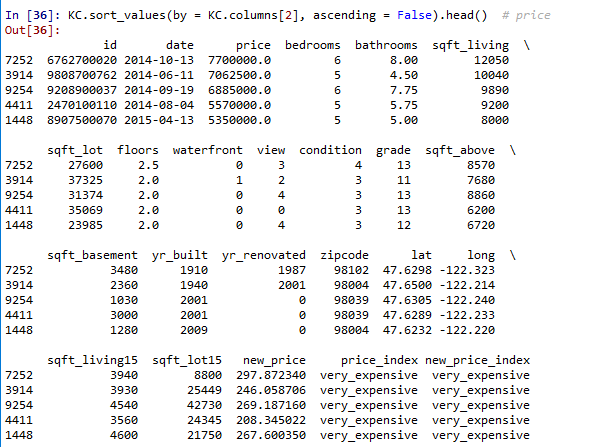 In [36]: KC.sort_values(by = KC.columns[2], ascending = False).head()  # price
Out[36]:
              id       date      price  bedrooms  bathrooms  sqft_living  \
7252  6762700020 2014-10-13  7700000.0         6       8.00        12050
3914  9808700762 2014-06-11  7062500.0         5       4.50        10040
9254  9208900037 2014-09-19  6885000.0         6       7.75         9890
4411  2470100110 2014-08-04  5570000.0         5       5.75         9200
1448  8907500070 2015-04-13  5350000.0         5       5.00         8000
      sqft_lot  floors  waterfront  view  condition  grade  sqft_above  \
7252     27600     2.5           0     3          4     13        8570
3914     37325     2.0           1     2          3     11        7680
9254     31374     2.0           0     4          3     13        8860
4411     35069     2.0           0     0          3     13        6200
1448     23985     2.0           0     4          3     12        6720
      sqft_basement  yr_built  yr_renovated  zipcode      lat     long  \
7252           3480      1910          1987    98102  47.6298 -122.323
3914           2360      1940          2001    98004  47.6500 -122.214
9254           1030      2001             0    98039  47.6305 -122.240
4411           3000      2001             0    98039  47.6289 -122.233
1448           1280      2009             0    98004  47.6232 -122.220
      sqft_living15  sqft_lot15   new_price     price_index new_price_index
7252           3940        8800  297.872340  very_expensive  very_expensive
3914           3930       25449  246.058706  very_expensive  very_expensive
9254           4540       42730  269.187160  very_expensive  very_expensive
4411           3560       24345  208.345022  very_expensive  very_expensive
1448           4600       21750  267.600350  very_expensive  very_expensive